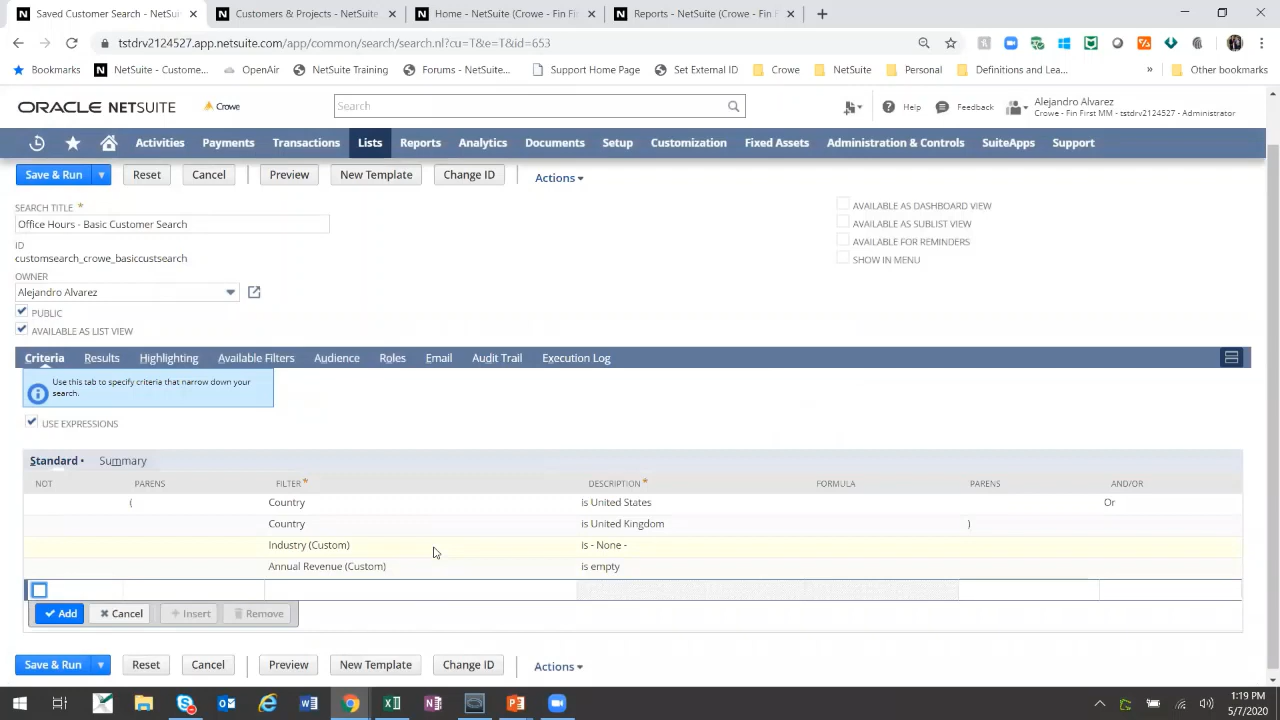 Saved Customer Search - NetSuite
Customers & Projects - NetSuite
Home - NetSuite (Crowe - Fin Fi
Reports - NetSuite (Crowe - Fin F
tstdrv2124527.app.netsuite.com/app/common/search/search.nl?cu=T&e=T&id=653
Bookmarks
NetSuite - Custome...
OpenAir
NetSuite Training
Forums - NetSuite...
Support Home Page
Set External ID
Crowe
NetSuite
Personal
Definitions and Lea...
»
Other bookmarks
ORACLE NETSUITE
Crowe
Search
Help
Feedback
Alejandro Alvarez
Crowe - Fin First MM - tstdrv2124527 - Administrator
Activities
Payments
Transactions
Lists
Reports
Analytics
Documents
Setup
Customization
Fixed Assets
Administration & Controls
SuiteApps
Support
Save & Run
Reset
Cancel
Preview
New Template
Change ID
Actions
SEARCH TITLE *
Office Hours - Basic Customer Search
ID
customsearch_crowe_basiccustsearch
OWNER
Alejandro Alvarez
PUBLIC
AVAILABLE AS LIST VIEW
AVAILABLE AS DASHBOARD VIEW
AVAILABLE AS SUBLIST VIEW
AVAILABLE FOR REMINDERS
SHOW IN MENU
Criteria
Results
Highlighting
Available Filters
Audience
Roles
Email
Audit Trail
Execution Log
Use this tab to specify criteria that narrow down your
search.
USE EXPRESSIONS
Standard •
Summary
NOT
PARENS
FILTER *
DESCRIPTION *
FORMULA
PARENS
AND/OR
(
Country
is United States
Or
Country
is United Kingdom
)
Industry (Custom)
is - None -
Annual Revenue (Custom)
is empty
Add
Cancel
Insert
Remove
Save & Run
Reset
Cancel
Preview
New Template
Change ID
Actions
1:19 PM
5/7/2020